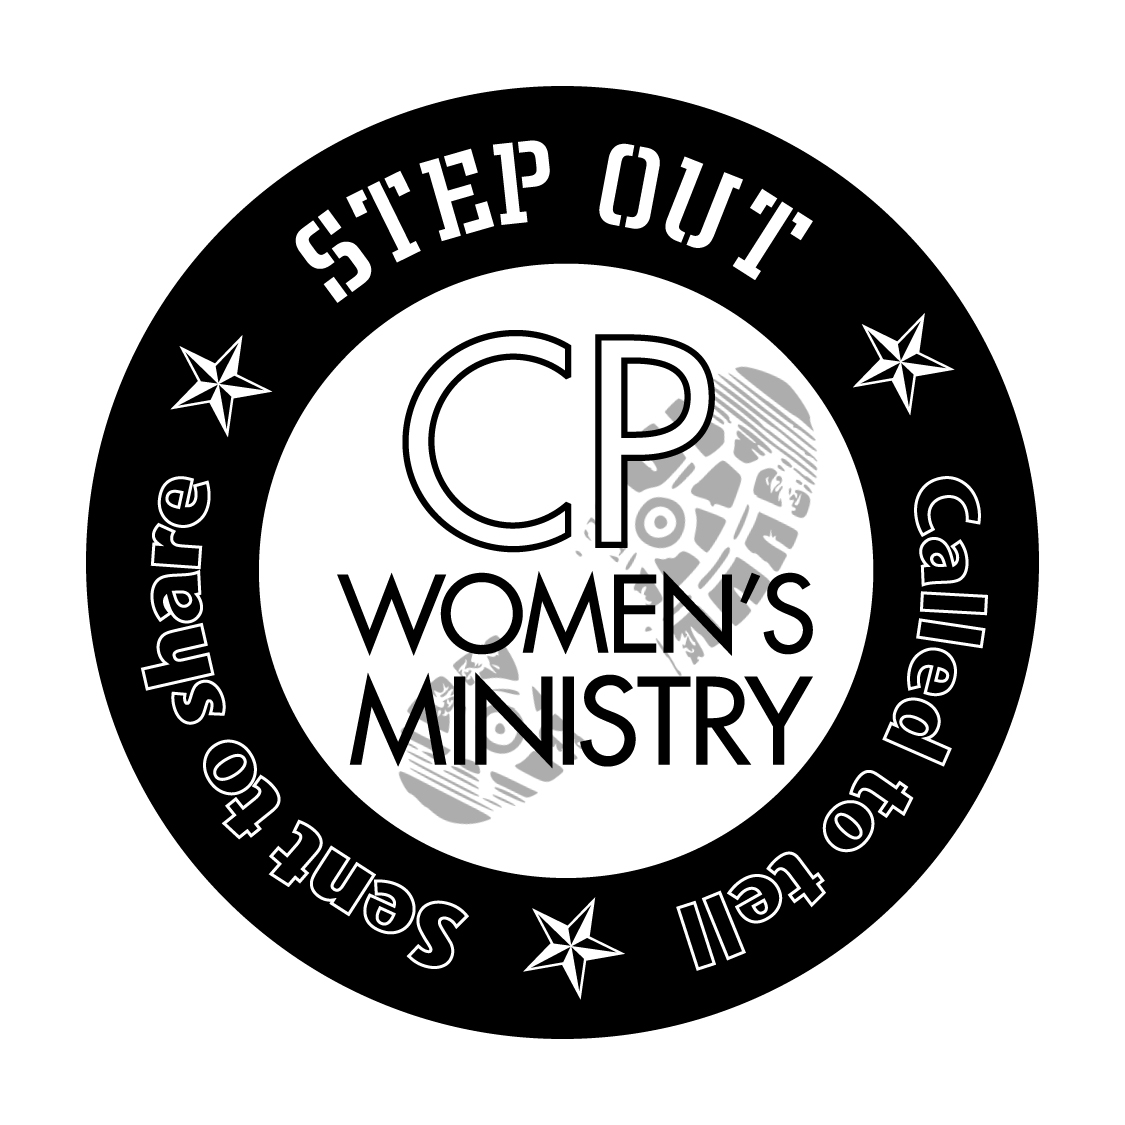 STEP OUT
CP
WOMEN'S
MINISTRY
Called to tell
Sent to share